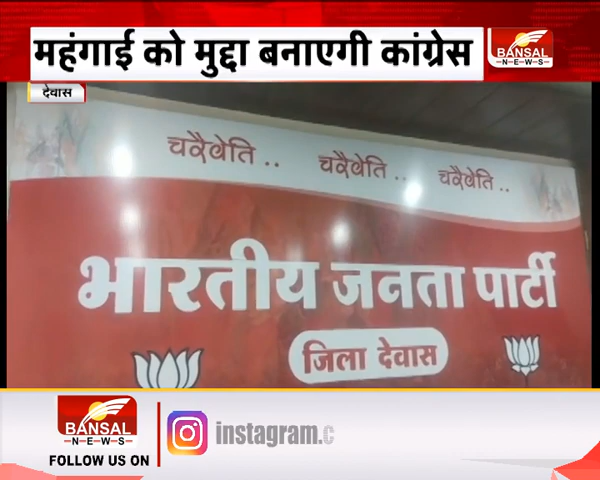 महंगाई को मुद्दा बनाएगी कांग्रेस
BANSAL
NEWS
देवास
चरैवेति .. चरैवेति .. चरैवेति ..
भारतीय जनता पार्टी
जिला देवास
BANSAL
NEWS
FOLLOW US ON
instagram.c